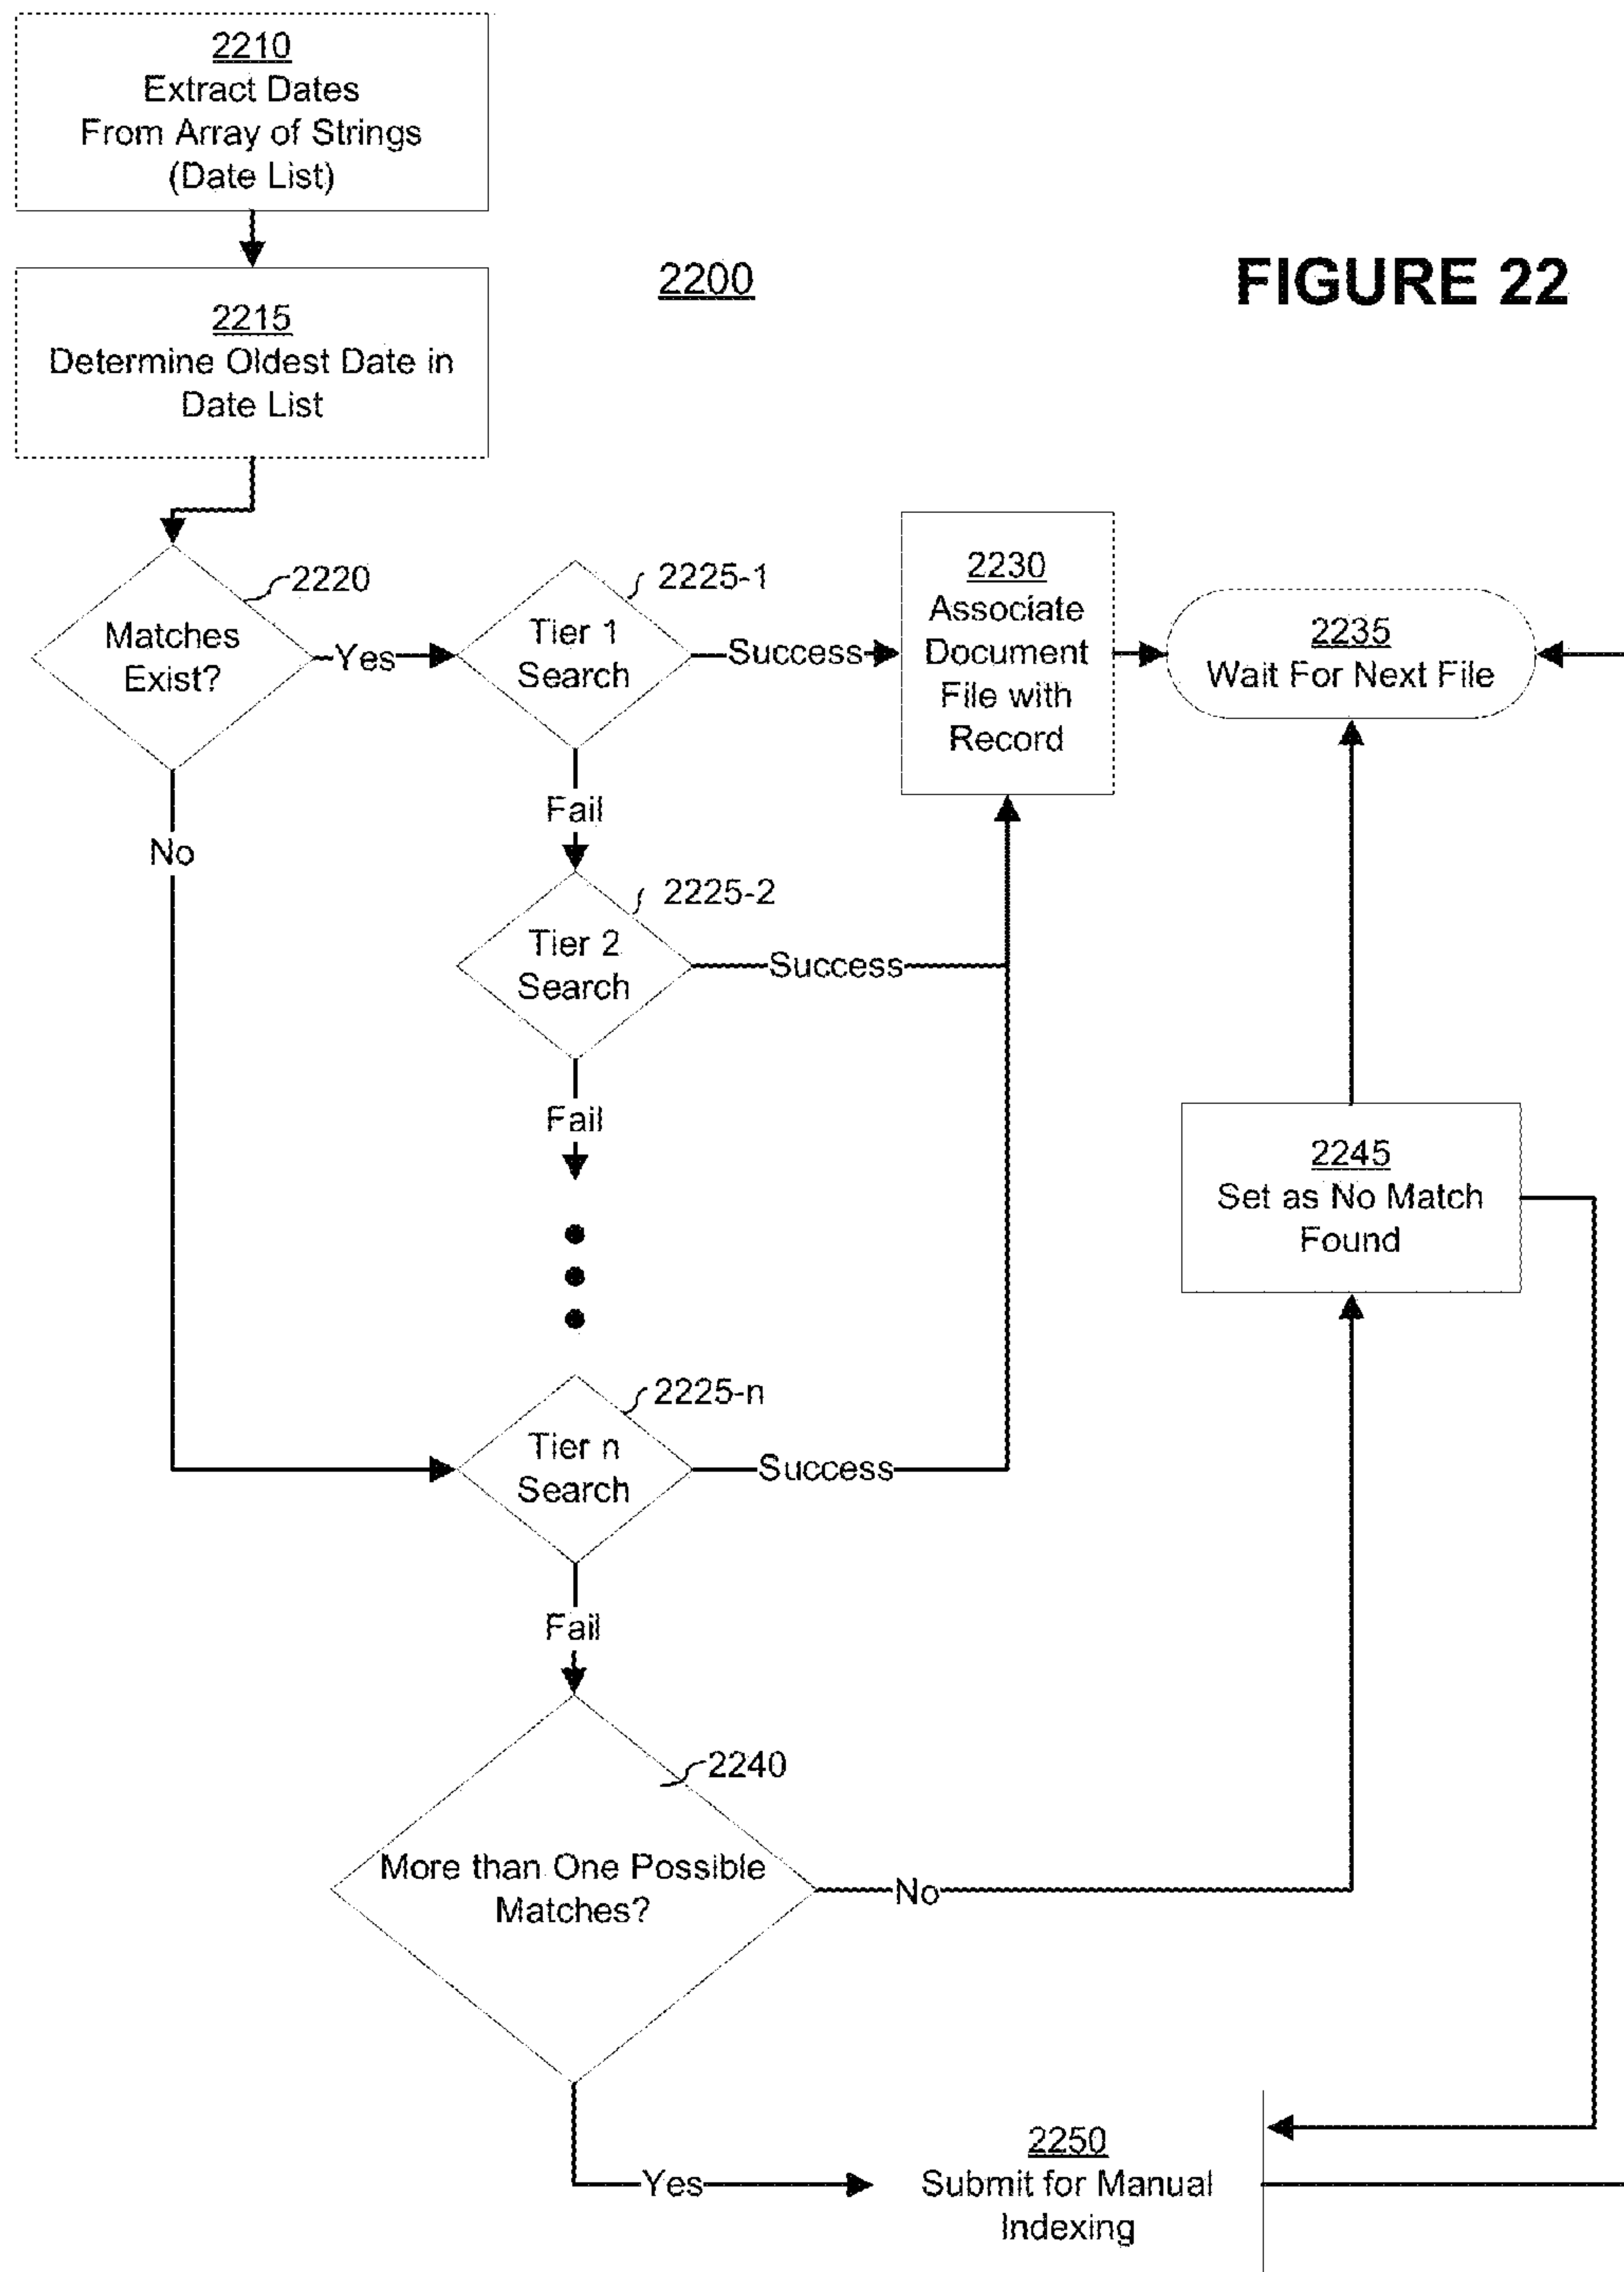 2210
Extract Dates
From Array of Strings
(Date List)
2200
FIGURE 22
2215
Determine Oldest Date in
Date List
2220
Matches
Exist?
Yes
No
2225-1
Tier 1
Search
Success
Fail
2230
Associate
Document
File with
Record
2235
Wait For Next File
2225-2
Tier 2
Search
Success
Fail
2245
Set as No Match
Found
2225-n
Tier n
Search
Success
Fail
2240
More than One Possible
Matches?
No
Yes
2250
Submit for Manual
Indexing